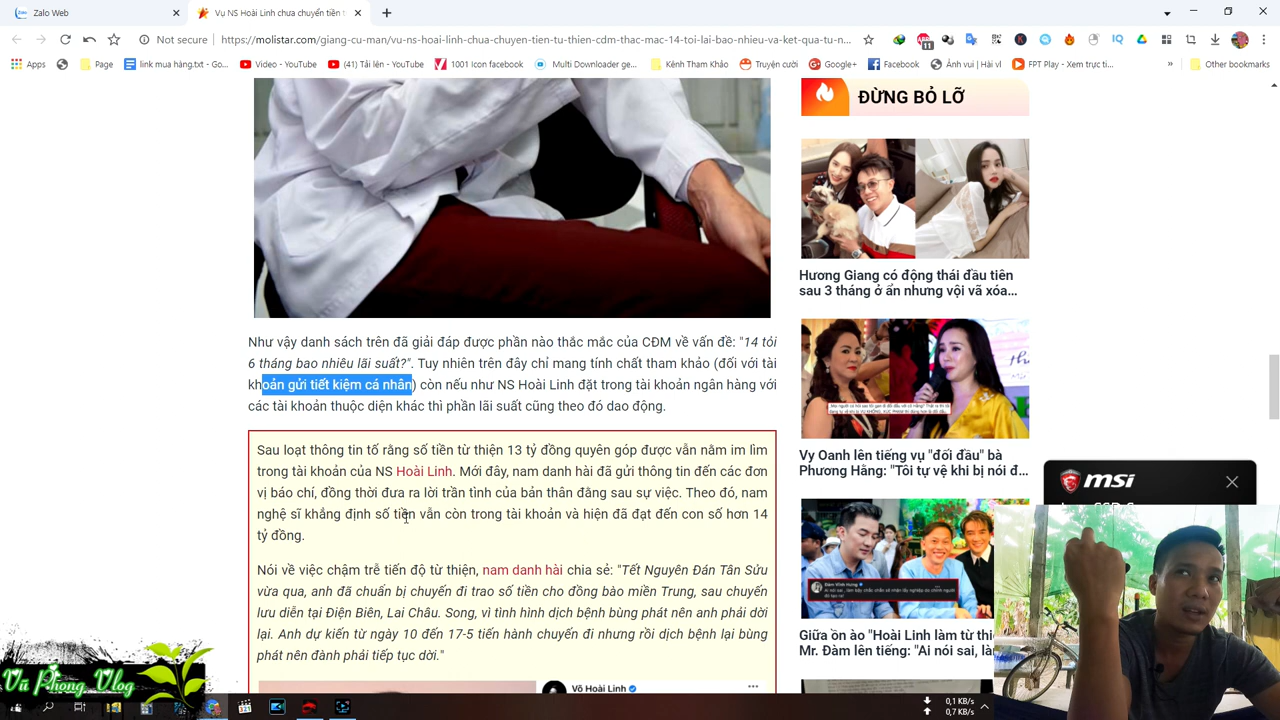 Zalo Web
Vụ NS Hoài Linh chưa chuyển tiền t
Not secure
https://molistar.com/giang-cu-man/vu-ns-hoai-linh-chua-chuyen-tien-tu-thien-cdm-thac-mac-14-toi-lai-bao-nhieu-va-ket-qua-tu-n...
11
Apps
Page
link mua hàng.txt - Go...
Video - YouTube
(41) Tải lên - YouTube
1001 Icon facebook
Multi Downloader ge...
Kênh Tham Khảo
Truyện cười
Google+
Facebook
Ảnh vui | Hài vl
FPT Play - Xem trực ti...
Other bookmarks
ĐỪNG BỎ LỠ
Hương Giang có động thái đầu tiên
sau 3 tháng ở ẩn nhưng vội vã xóa...
Như vậy danh sách trên đã giải đáp được phần nào thắc mắc của CĐM về vấn đề: "14 tỏi
6 tháng bao nhiêu lãi suất?". Tuy nhiên trên đây chỉ mang tính chất tham khảo (đối với tài
khoản gửi tiết kiệm cá nhân) còn nếu như NS Hoài Linh đặt trong tài khoản ngân hàng với
các tài khoản thuộc diện khác thì phần lãi suất cũng theo đó dao động.
Sau loạt thông tin tố rằng số tiền từ thiện 13 tỷ đồng quyên góp được vẫn nằm im lìm
trong tài khoản của NS Hoài Linh. Mới đây, nam danh hài đã gửi thông tin đến các đơn
vị báo chí, đồng thời đưa ra lời trần tình của bản thân đằng sau sự việc. Theo đó, nam
nghệ sĩ khẳng định số tiền vẫn còn trong tài khoản và hiện đã đạt đến con số hơn 14
tỷ đồng.
Nói về việc chậm trễ tiến độ từ thiện, nam danh hài chia sẻ: "Tết Nguyên Đán Tân Sửu
vừa qua, anh đã chuẩn bị chuyến đi trao số tiền cho đồng bào miền Trung, sau chuyến
lưu diễn tại Điện Biên, Lai Châu. Song, vì tình hình dịch bệnh bùng phát nên anh phải dời
lại. Anh dự kiến từ ngày 10 đến 17-5 tiến hành chuyến đi nhưng rồi dịch bệnh lại bùng
phát nên đành phải tiếp tục dời."
Võ Hoài Linh
Vy Oanh lên tiếng vụ "đối đầu" bà
Phương Hằng: "Tôi tự vệ khi bị nói đ...
Đàm Vĩnh Hưng
Giữa ồn ào "Hoài Linh làm từ thi
Mr. Đàm lên tiếng: "Ai nói sai, là
msi
Vũ Phong Vlog
0,1 KB/s
0,7 KB/s